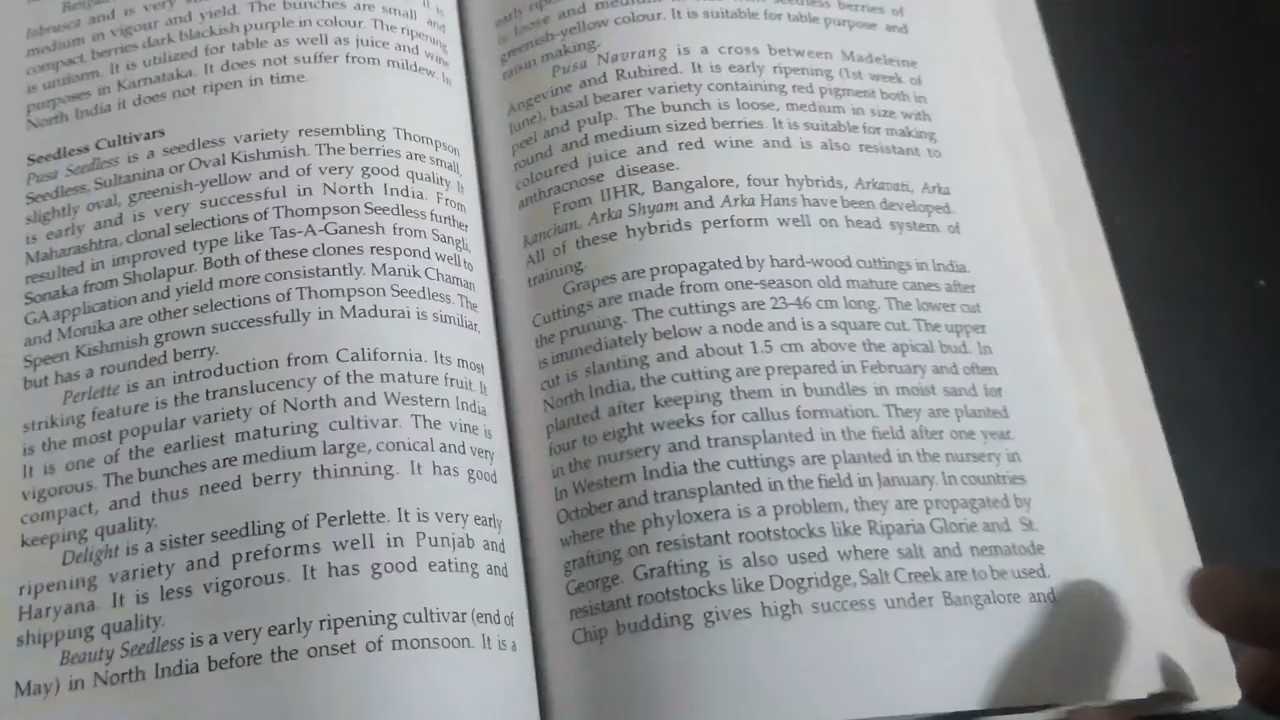 labrusca and is very
medium in vigour and yield. The bunches are small and
compact, berries dark blackish purple in colour. The ripening
is uniform. It is utilized for table as well as juice and wine
purposes in Karnataka. It does not suffer from mildew. In
North India it does not ripen in time.
Seedless Cultivars
Pusa Seedless is a seedless variety resembling Thompson
Seedless, Sultanina or Oval Kishmish. The berries are small,
slightly oval, greenish-yellow and of very good quality. It
is early and is very successful in North India. From
Maharashtra, clonal selections of Thompson Seedless further
resulted in improved type like Tas-A-Ganesh from Sangli,
Sonaka from Sholapur. Both of these clones respond well to
GA application and yield more consistantly. Manik Chaman
and Monika are other selections of Thompson Seedless. The
Speen Kishmish grown successfully in Madurai is similiar,
but has a rounded berry.
Perlette is an introduction from California. Its most
striking feature is the translucency of the mature fruit. It
is the most popular variety of North and Western India
It is one of the earliest maturing cultivar. The vine is
vigorous. The bunches are medium large, conical and very
compact, and thus need berry thinning. It has good
keeping quality.
Delight is a sister seedling of Perlette. It is very early
ripening variety and preforms well in Punjab and
Haryana. It is less vigorous. It has good eating and
shipping quality.
Beauty Seedless is a very early ripening cultivar (end of
May) in North India before the onset of monsoon. It is a
early
is loose and medium seedless berries of
greenish-yellow colour. It is suitable for table purpose and
raisin making.
Pusa Navrang is a cross between Madeleine
Angevine and Rubired. It is early ripening (1st week of
June), basal bearer variety containing red pigment both in
peel and pulp. The bunch is loose, medium in size with
round and medium sized berries. It is suitable for making
coloured juice and red wine and is also resistant to
anthracnose disease.
From IIHR, Bangalore, four hybrids, Arkavati, Arka
Kanchan, Arka Shyam and Arka Hans have been developed.
All of these hybrids perform well on head system of
training.
Grapes are propagated by hard-wood cuttings in India.
Cuttings are made from one-season old mature canes after
the pruning. The cuttings are 23-46 cm long. The lower cut
is immediately below a node and is a square cut. The upper
cut is slanting and about 1.5 cm above the apical bud. In
North India, the cutting are prepared in February and often
planted after keeping them in bundles in moist sand for
four to eight weeks for callus formation. They are planted
in the nursery and transplanted in the field after one year.
In Western India the cuttings are planted in the nursery in
October and transplanted in the field in January. In countries
where the phyloxera is a problem, they are propagated by
grafting on resistant rootstocks like Riparia Glorie and St.
George. Grafting is also used where salt and nematode
resistant rootstocks like Dogridge, Salt Creek are to be used.
Chip budding gives high success under Bangalore and